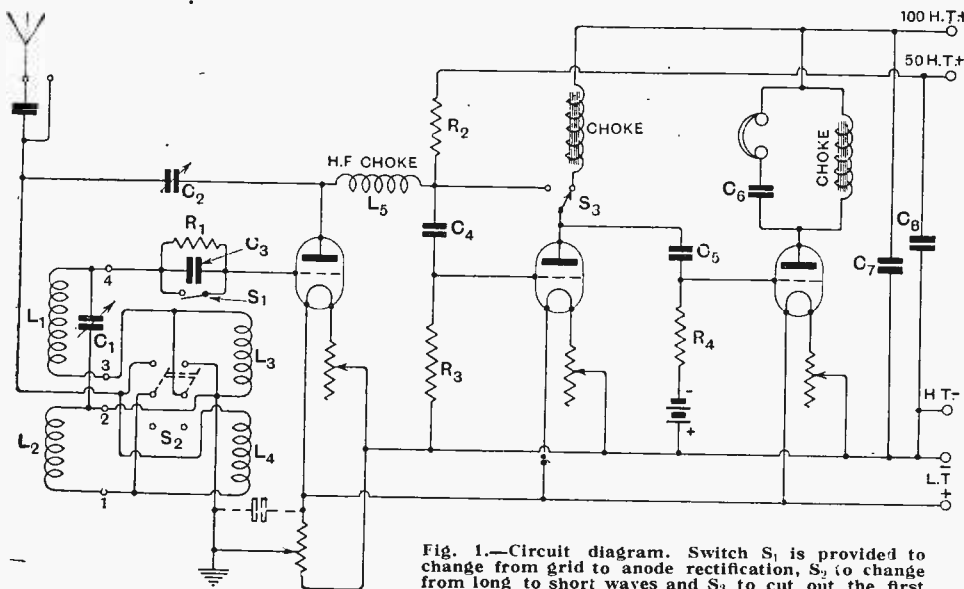 100 H.T.+
50 H.T.+
R2
CHOKE
H.F CHOKE
CHOKE
C2
L5
S3
C6
R1
C3
C4
C5
C7
C8
4
S1
L1
C1
3
L3
R3
R4
-
+
H T-
2
S2
L2
L4
1
-
L.T
+
Fig. 1.—Circuit diagram. Switch S1 is provided to
change from grid to anode rectification, S2 to change
from long to short waves and S3 to cut out the first